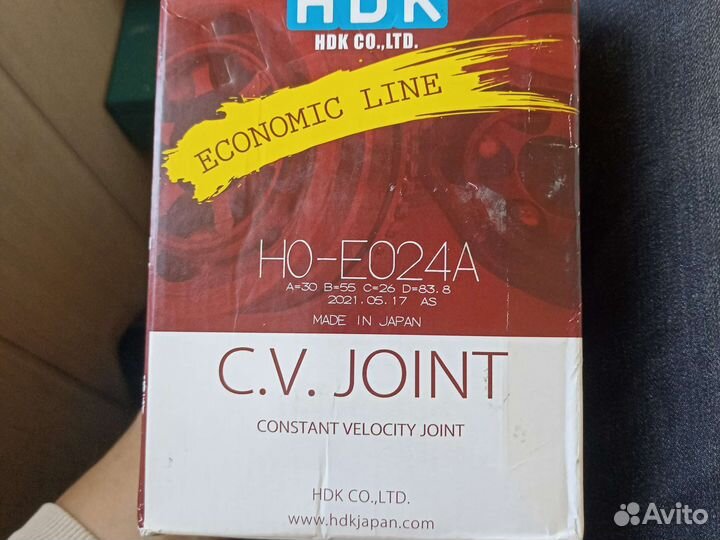 HDK
HDK CO.,LTD.
ECONOMIC LINE
HO-E024A
A=30 B=55 C=26 D=83.8
2021.05.17 AS
MADE IN JAPAN
C.V. JOINT
CONSTANT VELOCITY JOINT
HDK CO.,LTD.
www.hdkjapan.com
Avito